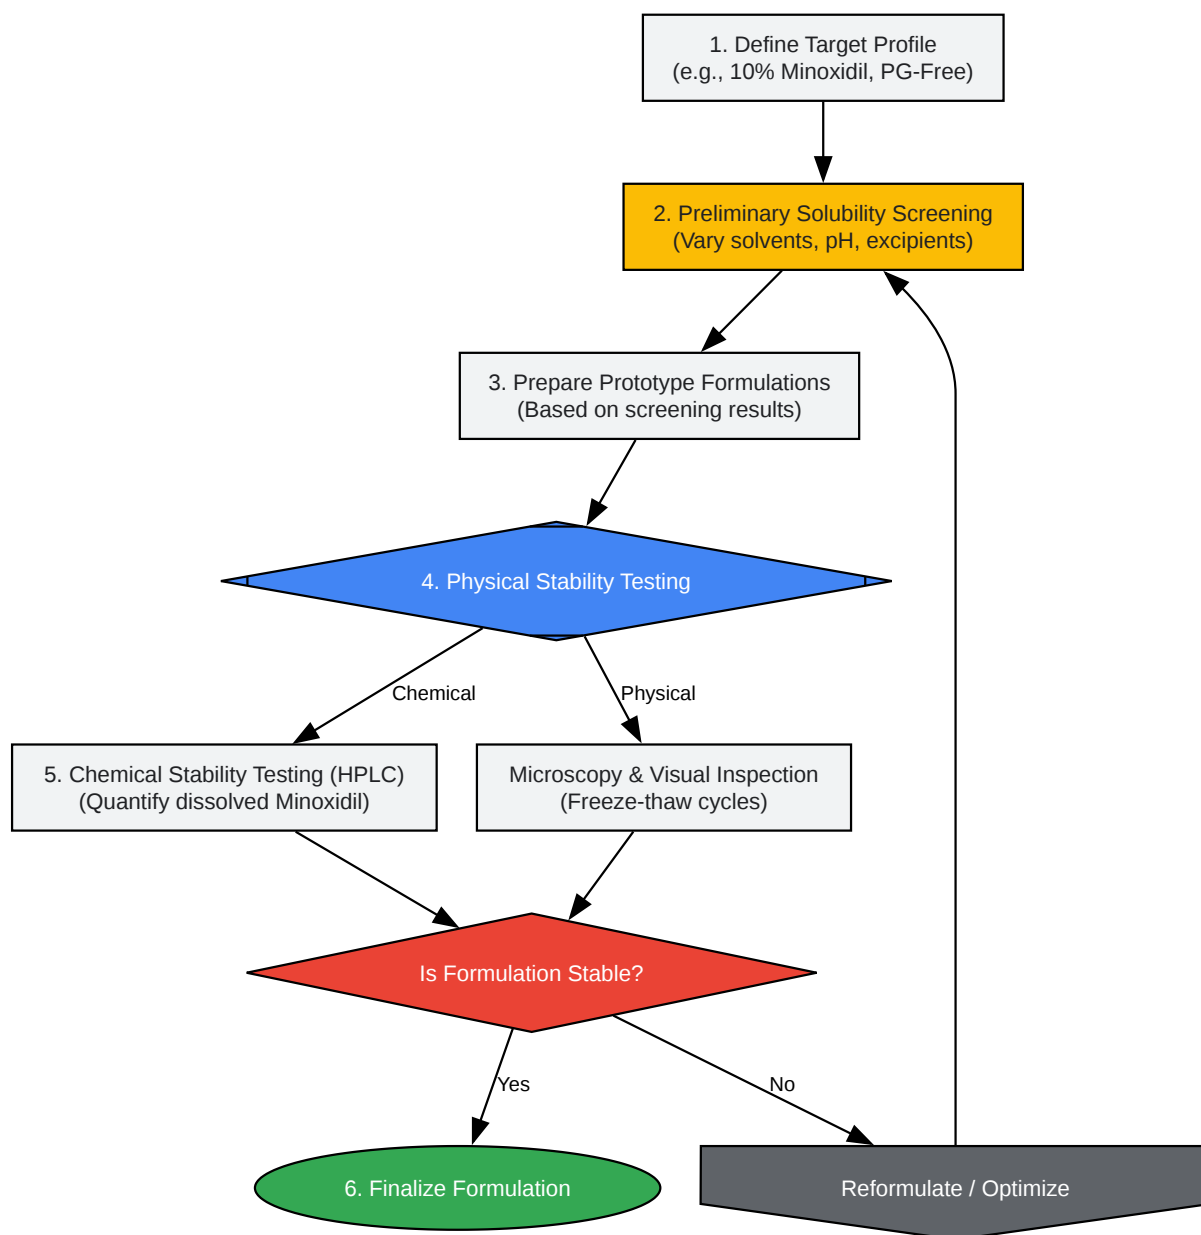 1. Define Target Profile
(e.g., 10% Minoxidil, PG-Free)
2. Preliminary Solubility Screening
(Vary solvents, pH, excipients)
3. Prepare Prototype Formulations
(Based on screening results)
4. Physical Stability Testing
Chemical
Physical
5. Chemical Stability Testing (HPLC)
(Quantify dissolved Minoxidil)
Microscopy & Visual Inspection
(Freeze-thaw cycles)
Is Formulation Stable?
Yes
No
6. Finalize Formulation
Reformulate / Optimize